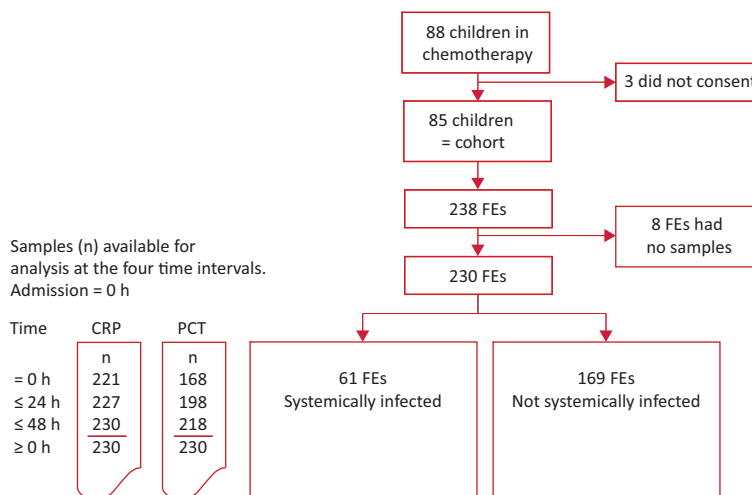 88 children in
chemotherapy
3 did not consent
85 children
= cohort
238 FEs
8 FEs had
no samples
230 FEs
Samples (n) available for
analysis at the four time intervals.
Admission = 0 h
Time CRP PCT
n n
= 0 h 221 168
≤ 24 h 227 198
≤ 48 h 230 218
≥ 0 h 230 230
61 FEs
Systemically infected
169 FEs
Not systemically infected